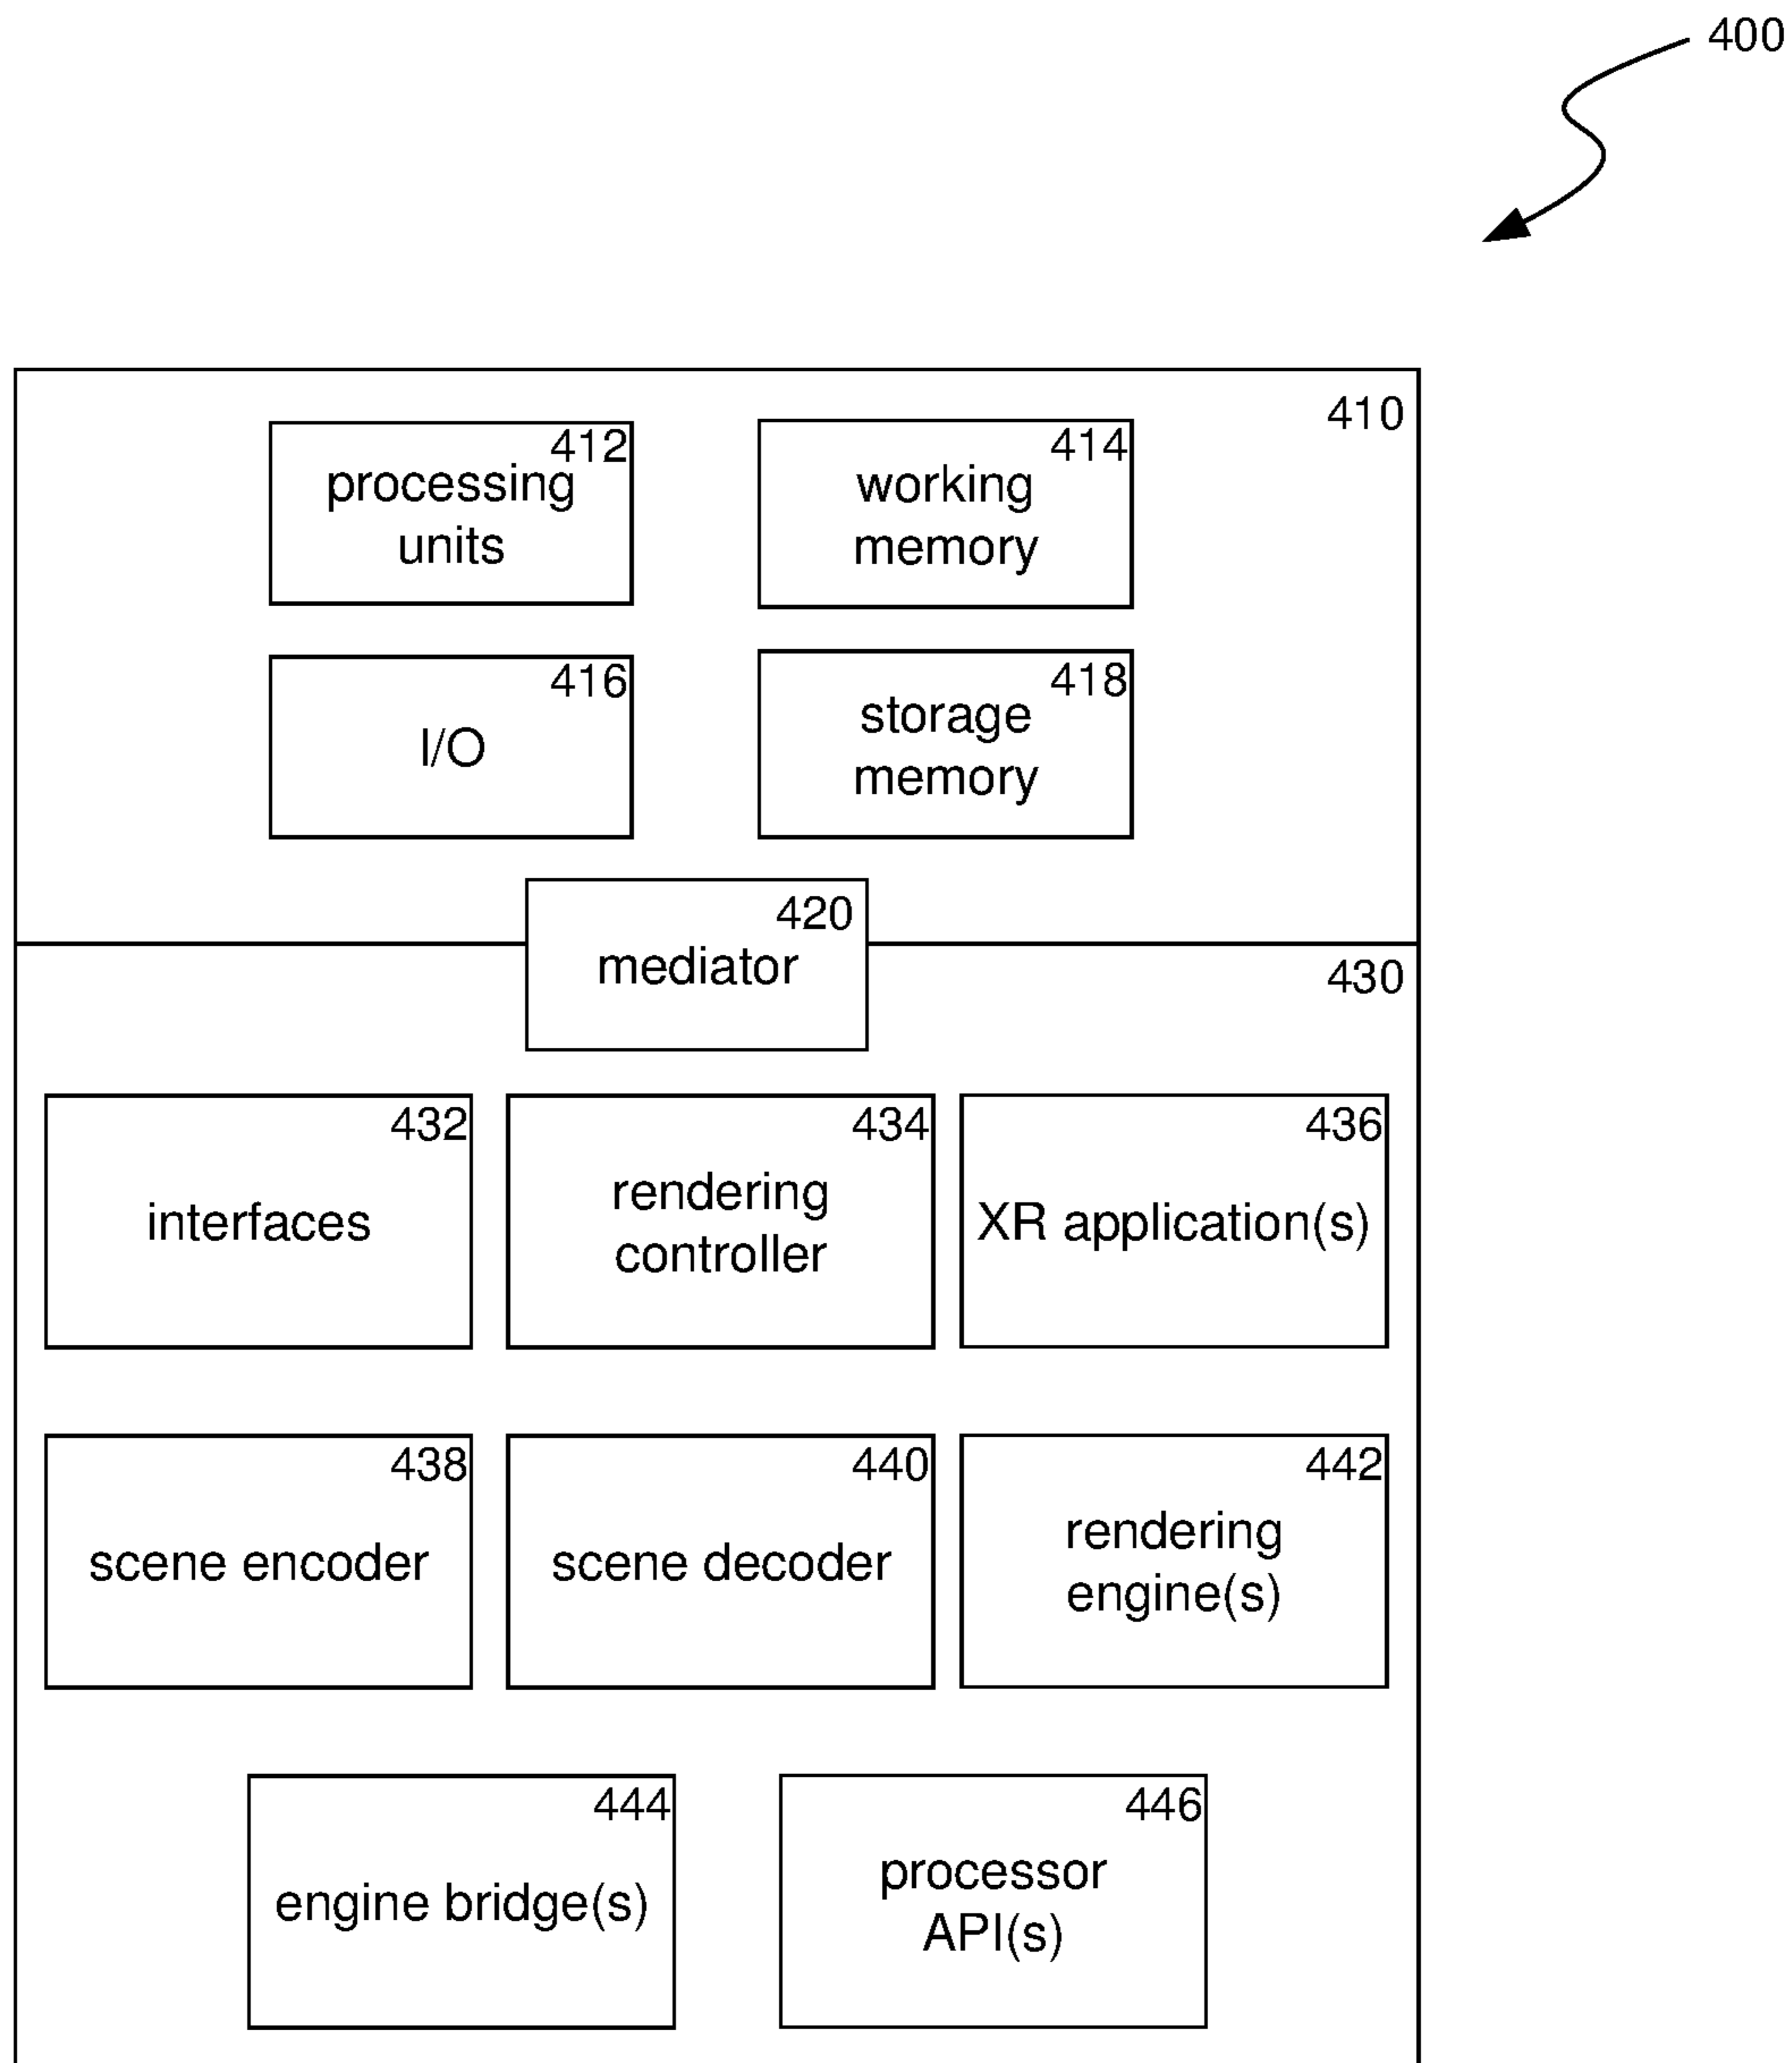 400
410
412
processing
units
414
working
memory
416
I/O
418
storage
memory
420
mediator
430
432
interfaces
434
rendering
controller
436
XR application(s)
438
scene encoder
440
scene decoder
442
rendering
engine(s)
444
engine bridge(s)
446
processor
API(s)